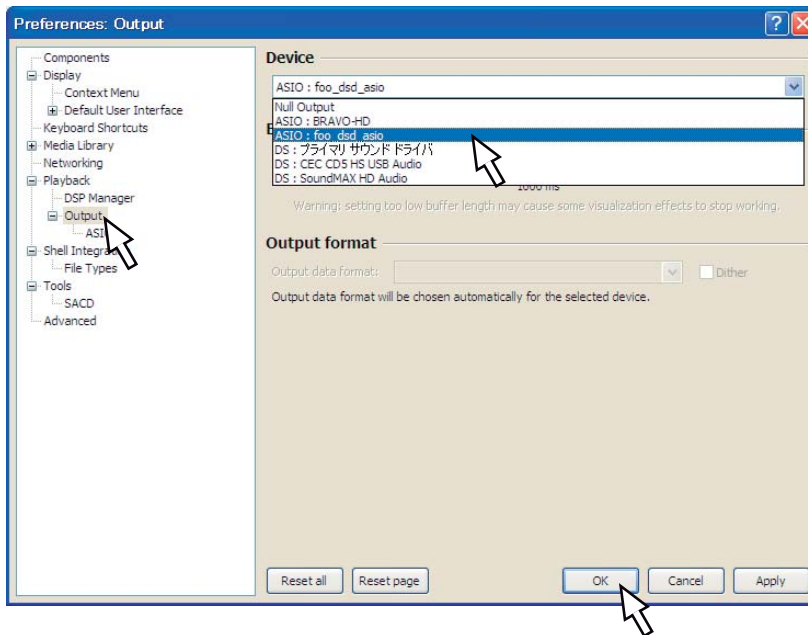 Preferences: Output
Components
Display
Context Menu
Default User Interface
Keyboard Shortcuts
Media Library
Networking
Playback
DSP Manager
Output
Shell
File Types
Tools
SACD
Advanced
Device
ASIO : foo_dsd_asio
Null Output
ASIO : BRAVO-HD
ASIO : foo_dsd_asio
DS : プライマリ サウンド ドライバ
DS : CEC CD5 HS USB Audio
DS : SoundMAX HD Audio
1000 ms
Warning: setting too low buffer length may cause some visualization effects to stop working.
Output format
Output data format:
Dither
Output data format will be chosen automatically for the selected device.
Reset all
Reset page
OK
Cancel
Apply